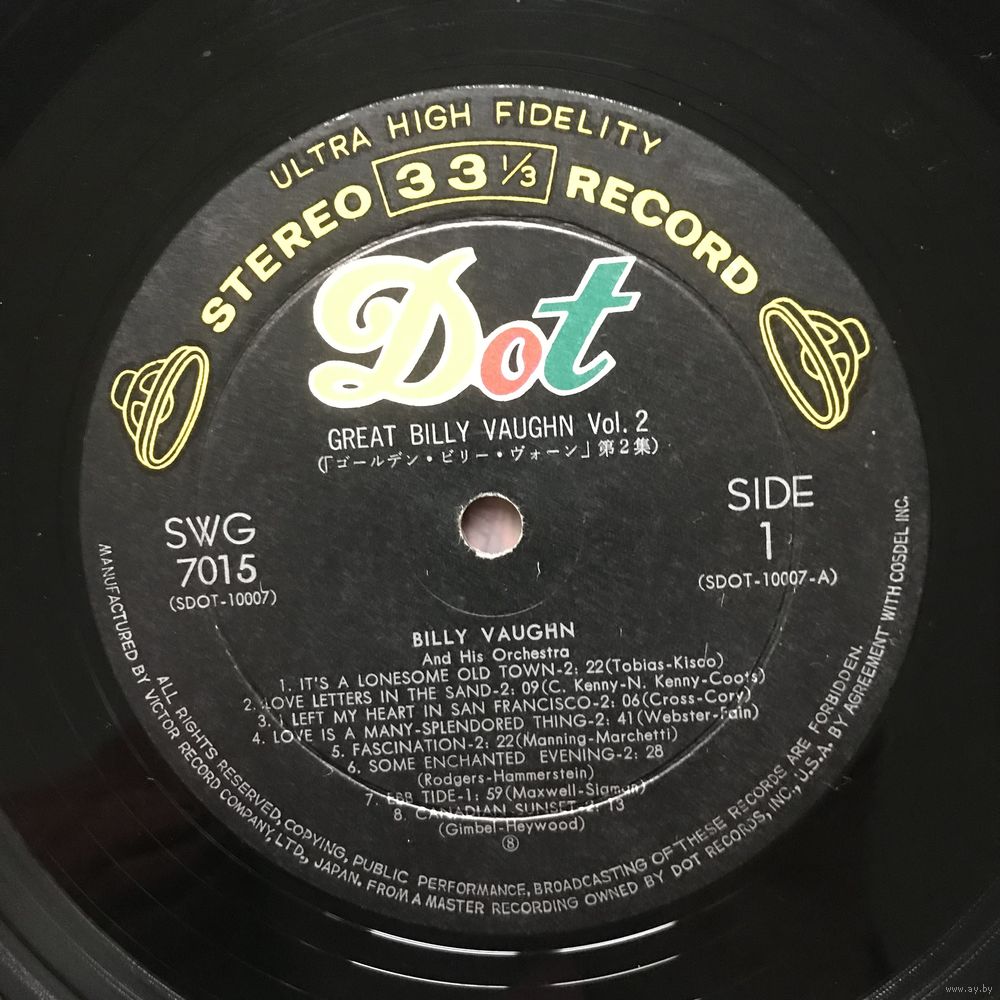 ULTRA HIGH FIDELITY
STEREO 33 1/3 RECORD
Dot
GREAT BILLY VAUGHN Vol. 2
(「ゴールデン・ビリー・ヴォーン」第2集)
SWG
7015
(SDOT-10007)
SIDE
1
(SDOT-10007-A)
BILLY VAUGHN
And His Orchestra
1. IT'S A LONESOME OLD TOWN-2: 22(Tobias-Kisco)
2. LOVE LETTERS IN THE SAND-2: 09(C. Kenny-N. Kenny-Coots)
3. I LEFT MY HEART IN SAN FRANCISCO-2: 06(Cross-Cory)
4. LOVE IS A MANY-SPLENDORED THING-2: 41(Webster-Fain)
5. FASCINATION-2: 22(Manning-Marchetti)
6. SOME ENCHANTED EVENING-2: 28
(Rodgers-Hammerstein)
7. EBB TIDE-1: 59(Maxwell-Sigman)
8. CANADIAN SUNSET-2: 13
(Gimbel-Heywood)
⑧
ALL RIGHTS RESERVED, COPYING, PUBLIC PERFORMANCE, BROADCASTING OF THESE RECORDS ARE FORBIDDEN.
MANUFACTURED BY VICTOR RECORD COMPANY, LTD., JAPAN. FROM A MASTER RECORDING OWNED BY DOT RECORDS, INC., U.S.A. BY AGREEMENT WITH COSDEL INC.
www.ay.by